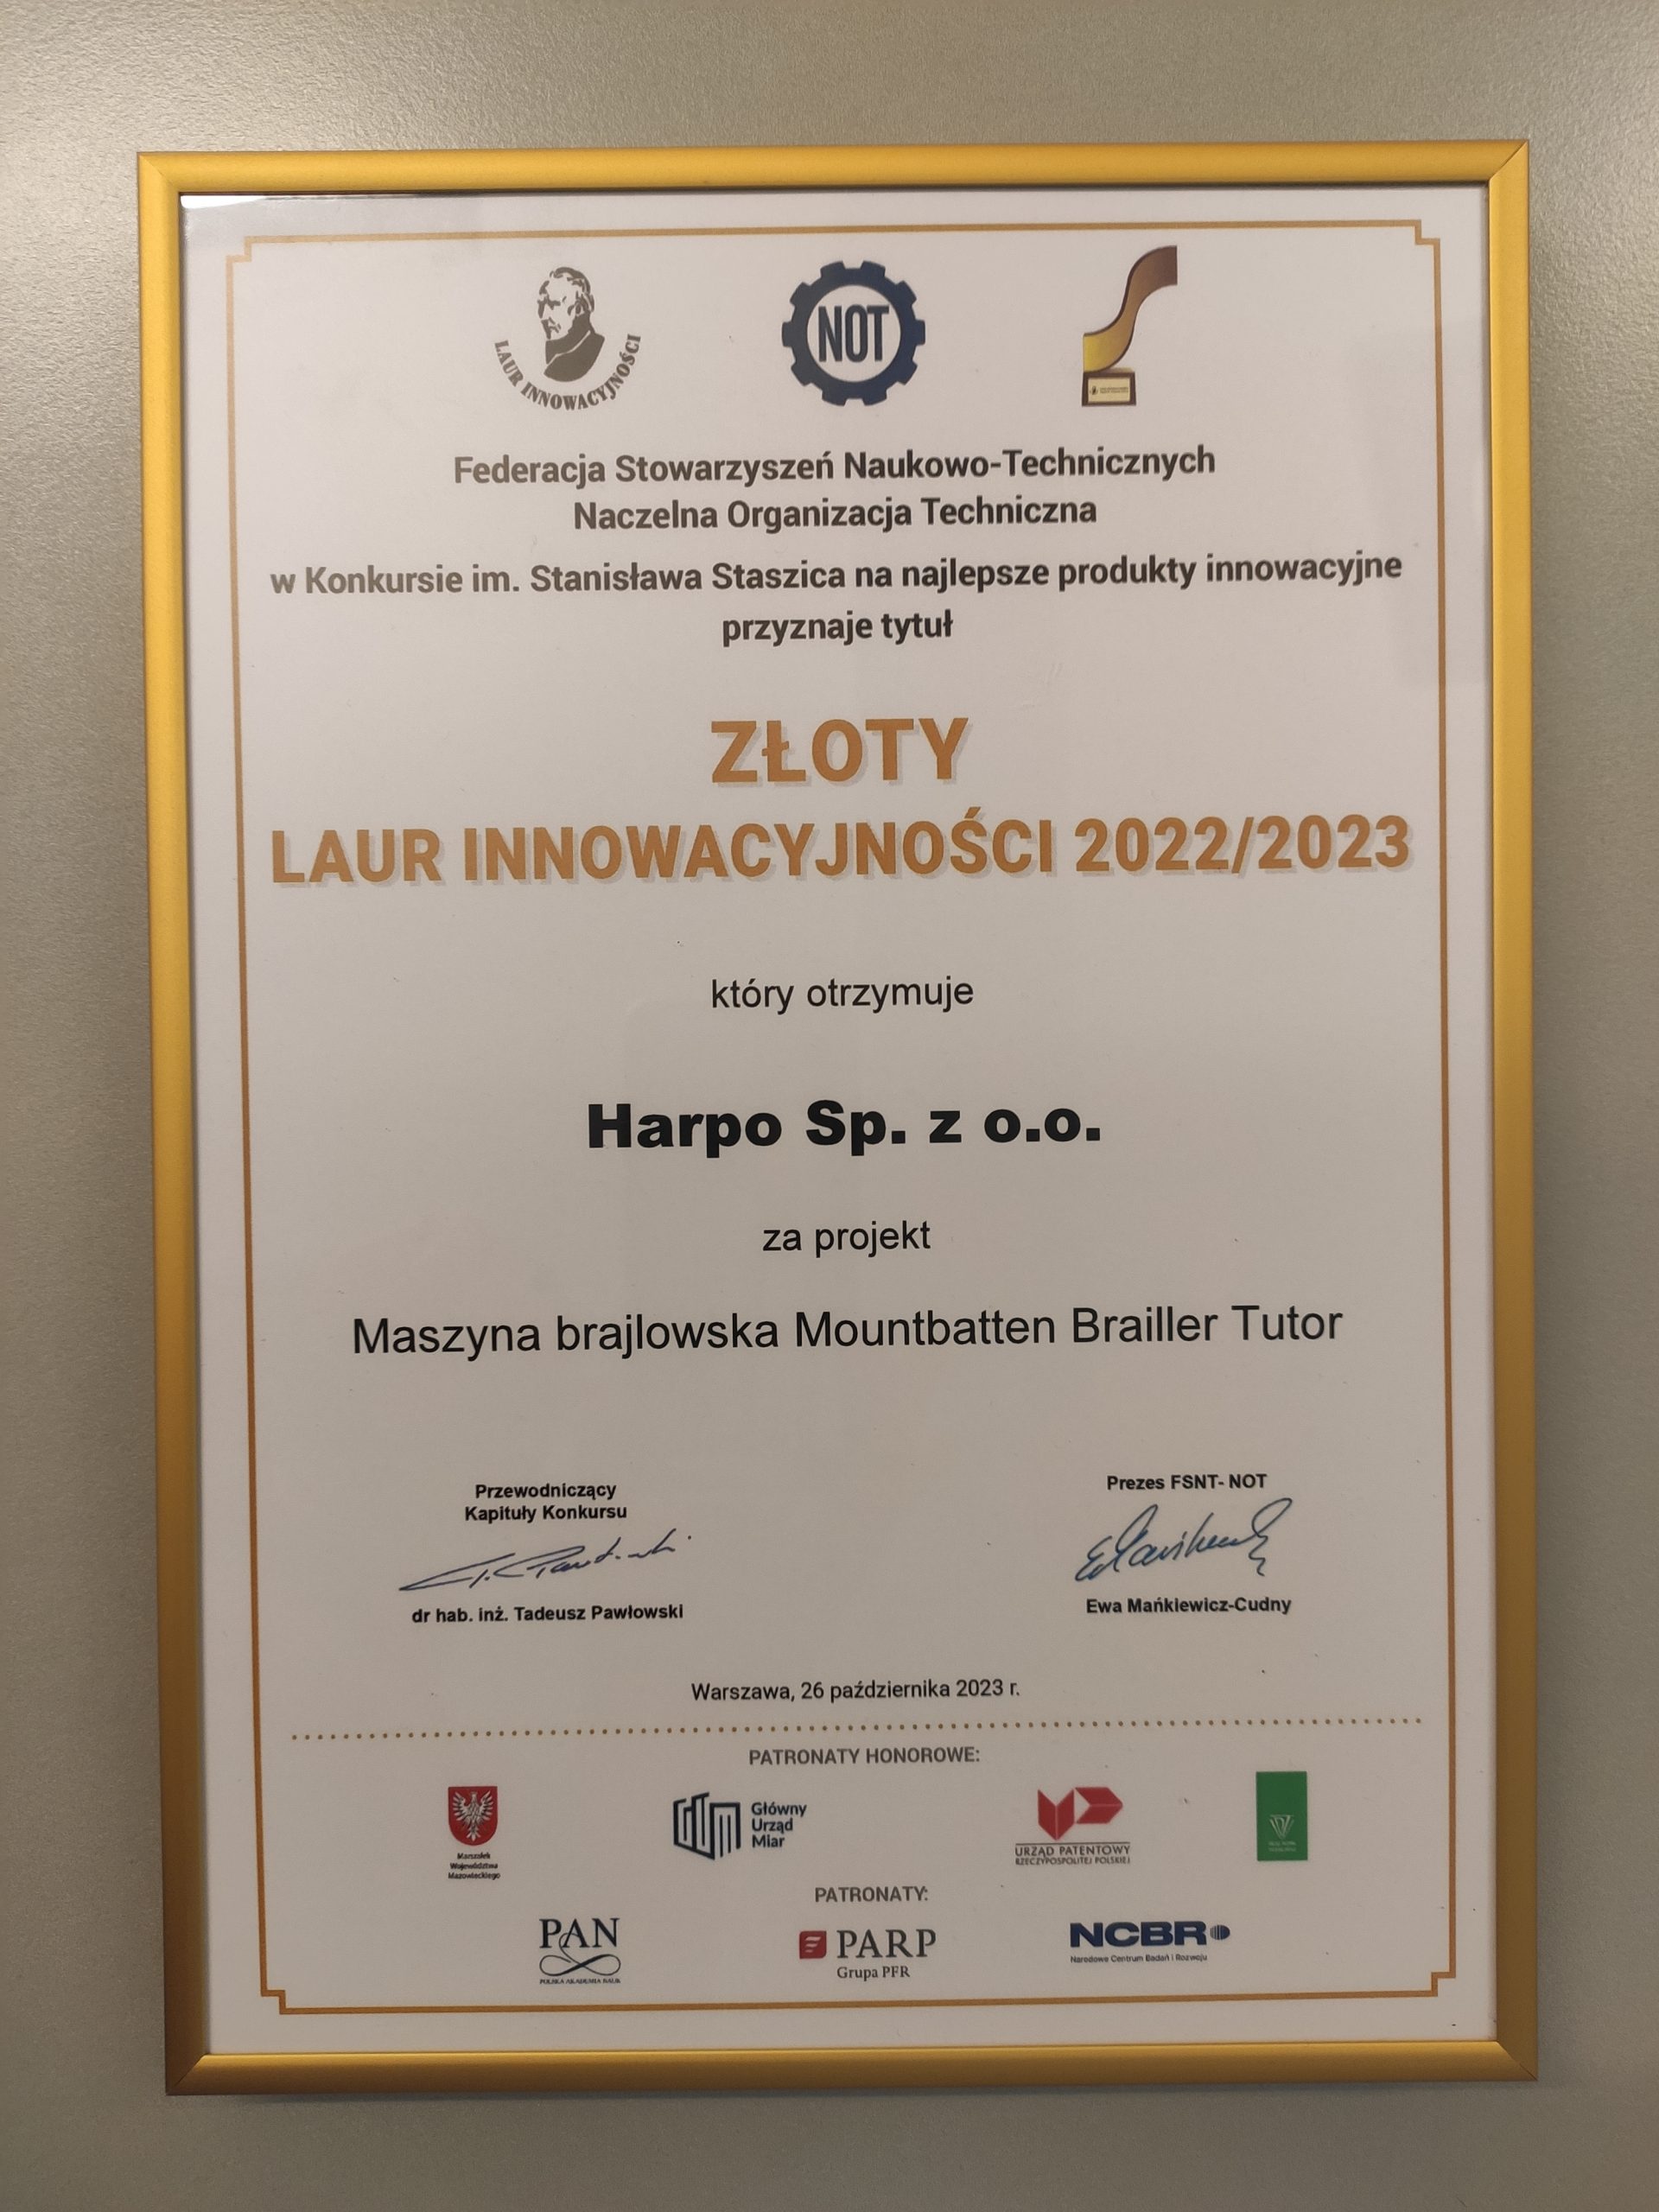 LAUR INNOWACYJNOŚCI
NOT
Federacja Stowarzyszeń Naukowo-Technicznych
Naczelna Organizacja Techniczna
w Konkursie im. Stanisława Staszica na najlepsze produkty innowacyjne
przyznaje tytuł
ZŁOTY
LAUR INNOWACYJNOŚCI 2022/2023
który otrzymuje
Harpo Sp. z o.o.
za projekt
Maszyna brajlowska Mountbatten Brailler Tutor
Przewodniczący
Kapituły Konkursu
dr hab. inż. Tadeusz Pawłowski
Prezes FSNT- NOT
Ewa Mańkiewicz-Cudny
Warszawa, 26 października 2023 r.
PATRONATY HONOROWE:
Marszałek
Województwa
Mazowieckiego
Główny
Urząd
Miar
URZĄD PATENTOWY
RZECZYPOSPOLITEJ POLSKIEJ
PATRONATY:
PAN
POLSKA AKADEMIA NAUK
PARP
Grupa PFR
NCBR
Narodowe Centrum Badań i Rozwoju